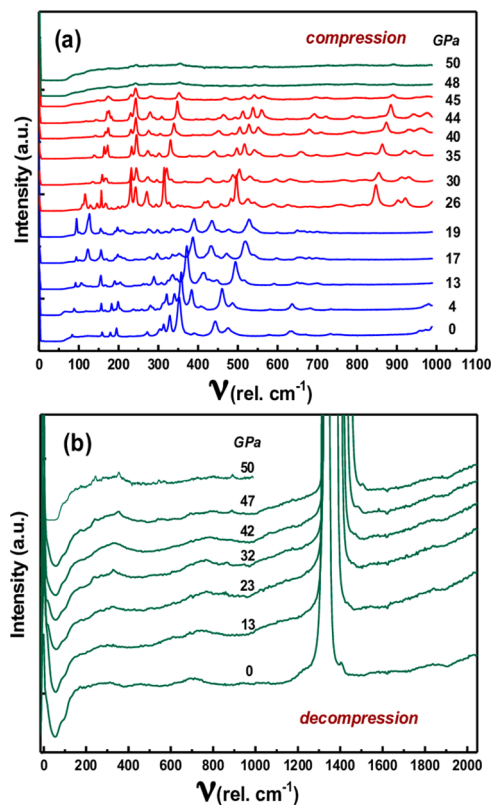 (a)
compression
GPa
50
48
45
44
40
35
30
26
19
17
13
4
0
Intensity (a.u.)
0 100 200 300 400 500 600 700 800 900 1000 1100
ν(rel. cm⁻¹)
(b)
GPa
50
47
42
32
23
13
0
decompression
Intensity (a.u.)
0 200 400 600 800 1000 1200 1400 1600 1800 2000
ν(rel. cm⁻¹)